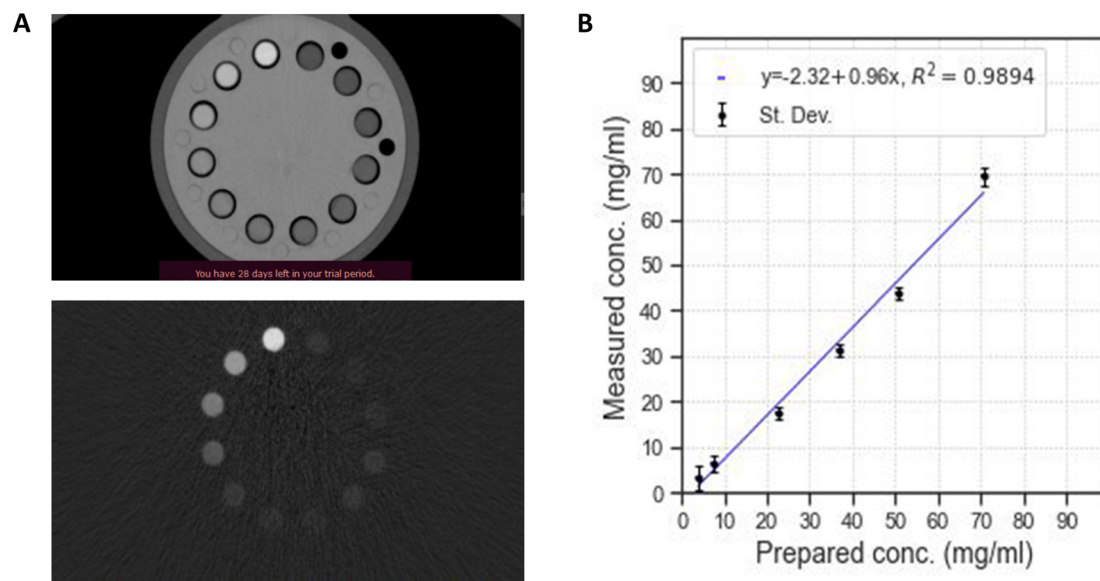 A
You have 28 days left in your trial period.
B
y=-2.32+0.96x, R² = 0.9894
St. Dev.
Measured conc. (mg/ml)
90
80
70
60
50
40
30
20
10
0
0 10 20 30 40 50 60 70 80 90
Prepared conc. (mg/ml)